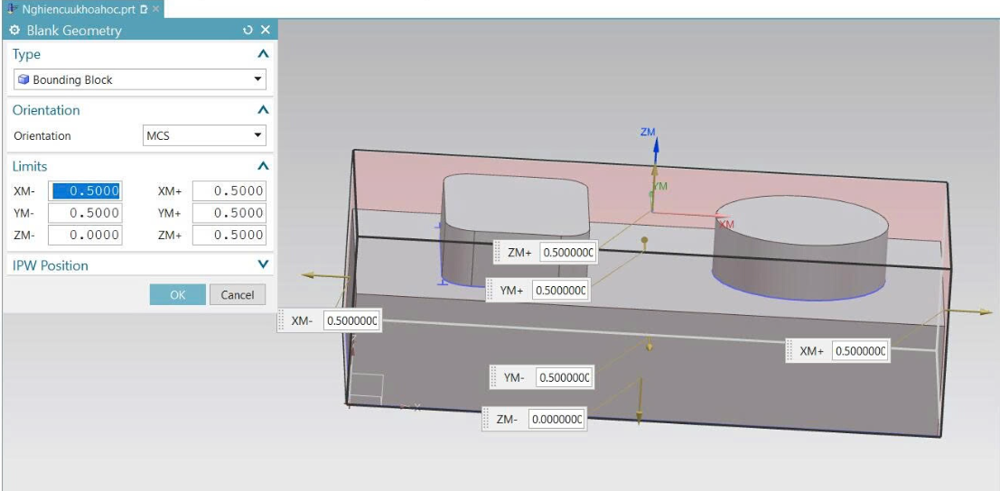 Nghiencuukhoahoc.prt
Blank Geometry
Type
Bounding Block
Orientation
Orientation MCS
Limits
XM- 0.5000 XM+ 0.5000
YM- 0.5000 YM+ 0.5000
ZM- 0.0000 ZM+ 0.5000
IPW Position
OK Cancel
ZM
YM
XM
ZM+ 0.500000C
YM+ 0.500000C
XM- 0.500000C
XM+ 0.500000C
YM- 0.500000C
ZM- 0.000000C
Z
X